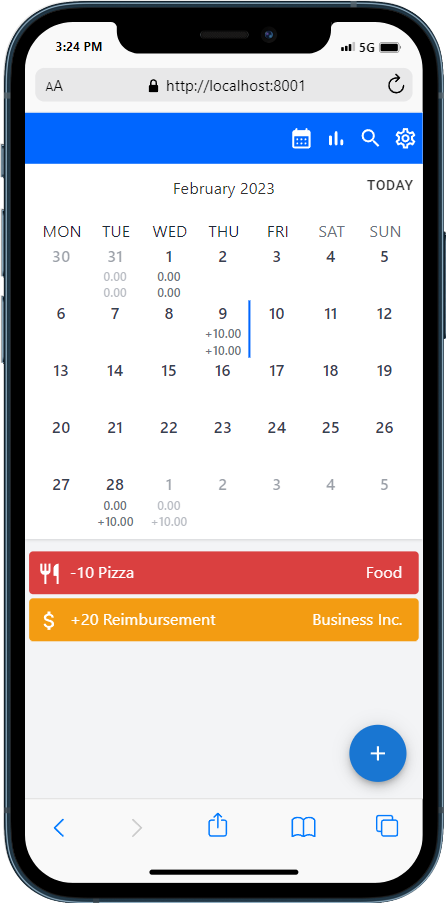 3:24 PM 5G
AA http://localhost:8001
February 2023 TODAY
MON TUE WED THU FRI SAT SUN
30 31 1 2 3 4 5
0.00 0.00
0.00 0.00
6 7 8 9 10 11 12
+10.00
+10.00
13 14 15 16 17 18 19
20 21 22 23 24 25 26
27 28 1 2 3 4 5
0.00 0.00
+10.00 +10.00
-10 Pizza Food
$ +20 Reimbursement Business Inc.
+